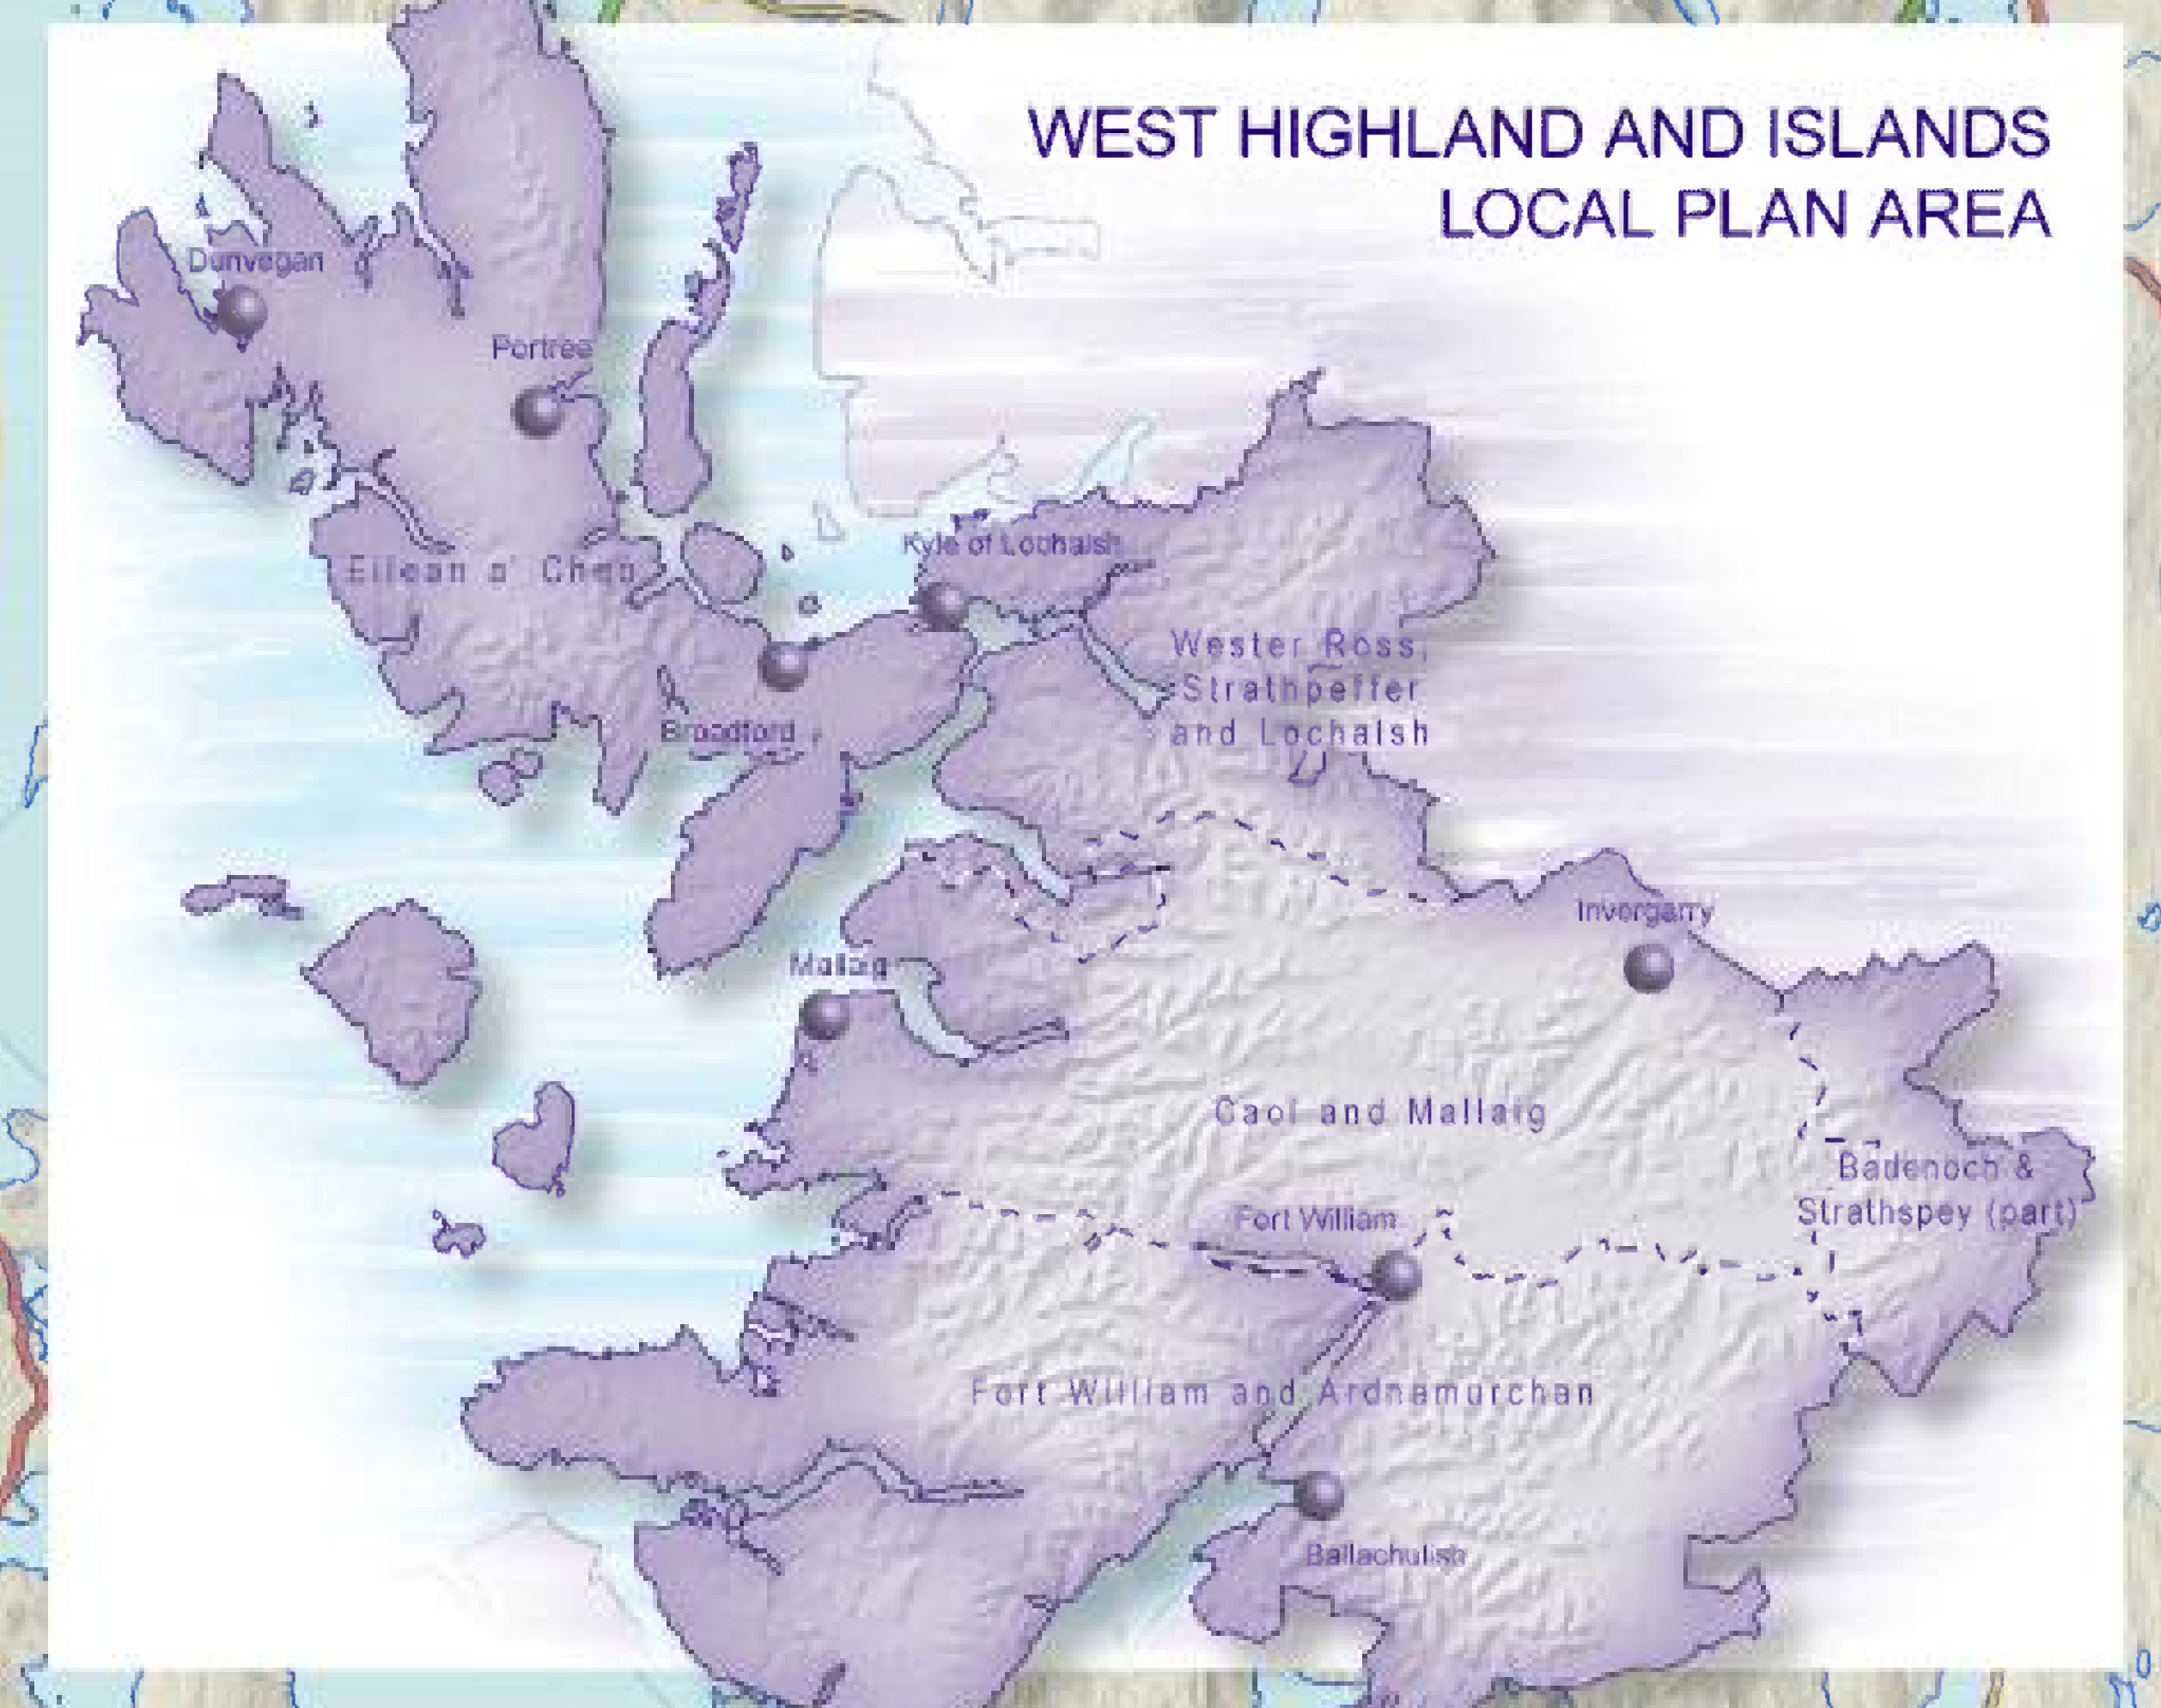 WEST HIGHLAND AND ISLANDS
LOCAL PLAN AREA
Dunvegan
Portree
Kyle of Lochalsh
Eilean a' Cheo
Wester Ross,
Strathpeffer
and Lochalsh
Broadford
Invergarry
Mallaig
Caol and Mallaig
Badenoch &
Strathspey (part)
Fort William
Fort William and Ardnamurchan
Ballachulish